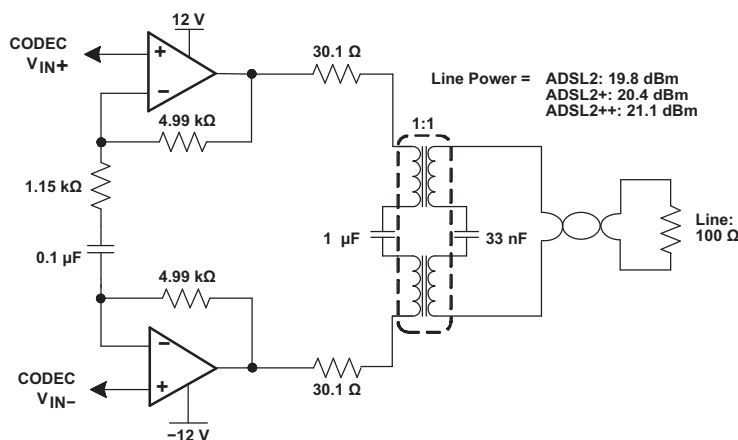 12 V
CODEC
VIN+
+
−
30.1 Ω
Line Power = ADSL2: 19.8 dBm
ADSL2+: 20.4 dBm
ADSL2++: 21.1 dBm
1:1
4.99 kΩ
1.15 kΩ
Line:
100 Ω
1 µF
33 nF
0.1 µF
4.99 kΩ
−
+
CODEC
VIN−
30.1 Ω
−12 V